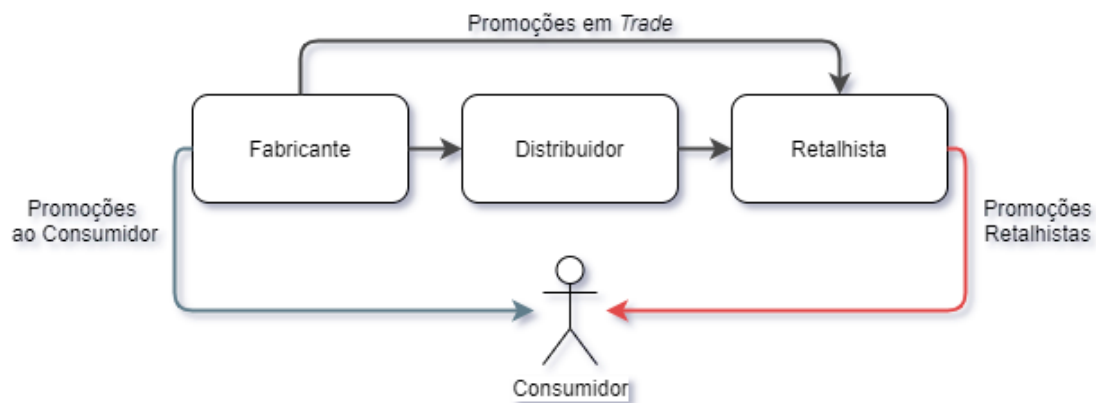 Promoções em Trade
Fabricante
Distribuidor
Retalhista
Promoções
ao Consumidor
Promoções
Retalhistas
Consumidor